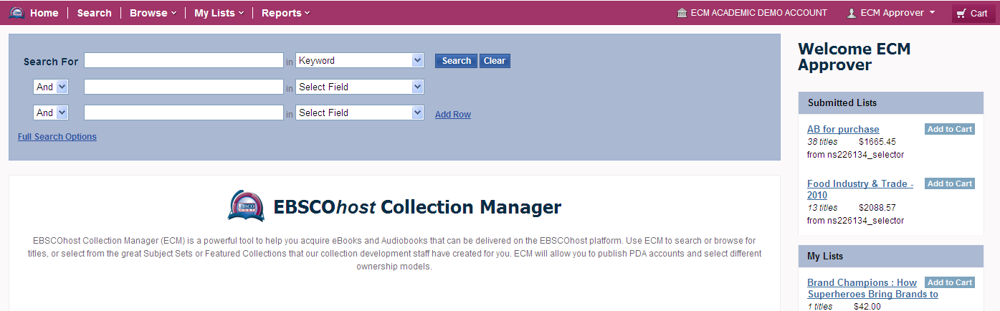 Home Search Browse My Lists Reports ECM ACADEMIC DEMO ACCOUNT ECM Approver Cart
Search For in Keyword Search Clear
And in Select Field
And in Select Field Add Row
Full Search Options
EBSCO HOST
EBSCOhost Collection Manager
EBSCOhost Collection Manager (ECM) is a powerful tool to help you acquire eBooks and Audiobooks that can be delivered on the EBSCOhost platform. Use ECM to search or browse for
titles, or select from the great Subject Sets or Featured Collections that our collection development staff have created for you. ECM will allow you to publish PDA accounts and select different
ownership models.
Welcome ECM
Approver
Submitted Lists
AB for purchase Add to Cart
38 titles $1665.45
from ns226134_selector
Food Industry & Trade - Add to Cart
2010
13 titles $2088.57
from ns226134_selector
My Lists
Brand Champions : How Add to Cart
Superheroes Bring Brands to
1 titles $42.00